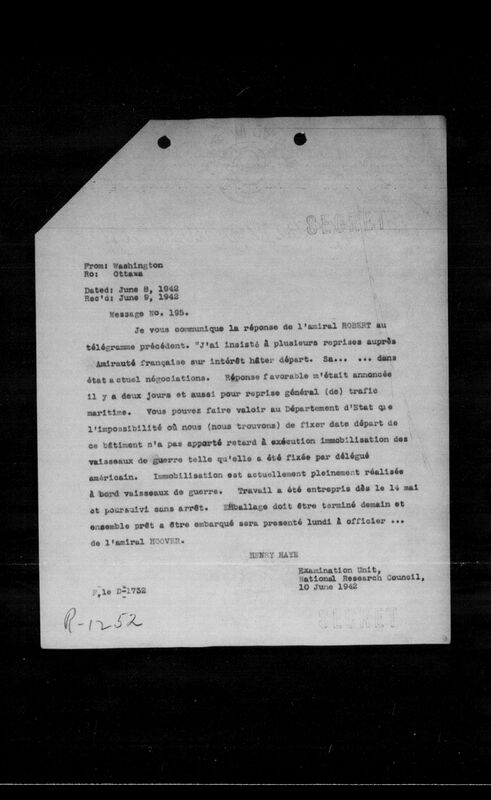 From: Washington
Ro: Ottawa
Dated: June 8, 1942
Rec'd: June 9, 1942
Message No. 195.
Je vous communique la réponse de l'amiral ROBERT au
télégramme précédent. "J'ai insisté à plusieurs reprises auprès
Amirauté française sur intérêt hâter départ. Sa... ... dans
état actuel négociations. Réponse favorable m'était annoncée
il y a deux jours et aussi pour reprise général (de) trafic
maritime. Vous pouvez faire valoir au Département d'Etat que
l'impossibilité où nous (nous trouvons) de fixer date départ de
ce bâtiment n'a pas apporté retard à exécution immobilisation des
vaisseaux de guerre telle qu'elle a été fixée par délégué
américain. Immobilisation est actuellement pleinement réalisée
à bord vaisseaux de guerre. Travail a été entrepris dès le 14 mai
et poursuivi sans arrêt. Emballage doit être terminé demain et
ensemble prêt a être embarqué sera presenté lundi à officier ...
de l'amiral HOOVER.
HENRY HAYE
Examination Unit,
National Research Council,
10 June 1942
File D-1732
R-1252